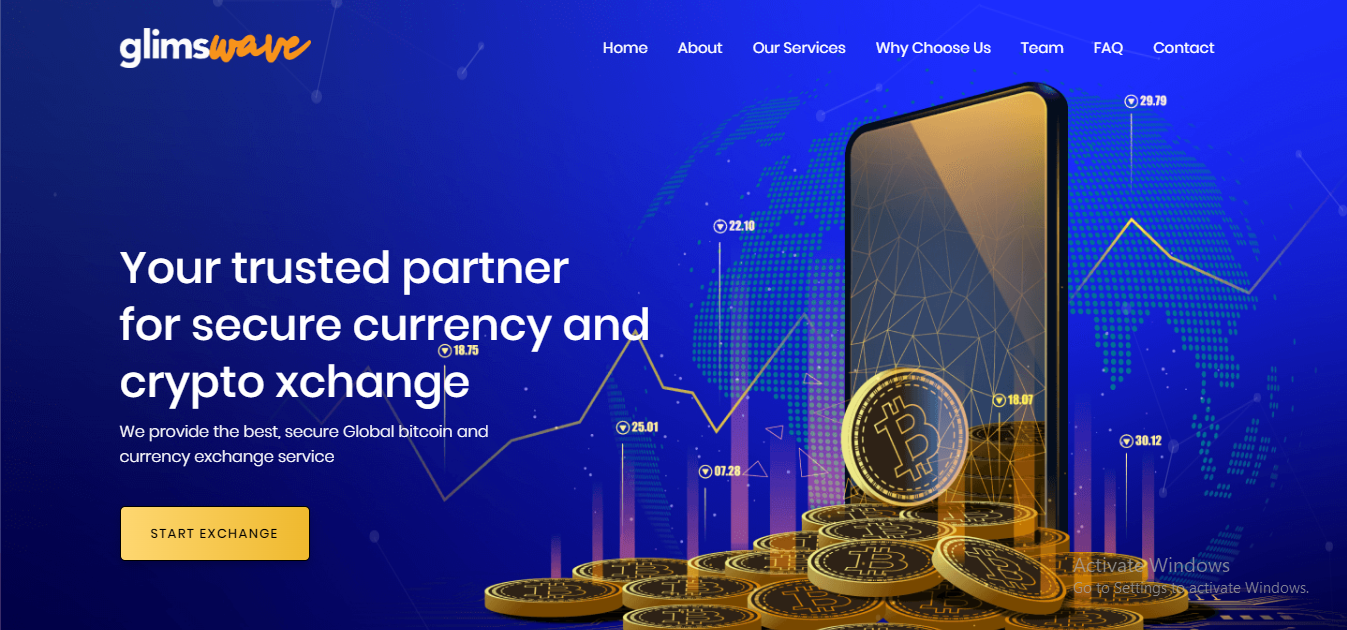 glimswave
Home About Our Services Why Choose Us Team FAQ Contact
29.79
22.10
Your trusted partner
for secure currency and
18.75
crypto xchange
18.07
We provide the best, secure Global bitcoin and
25.01
30.12
currency exchange service
07.28
START EXCHANGE
Activate Windows
Go to Settings to activate Windows.